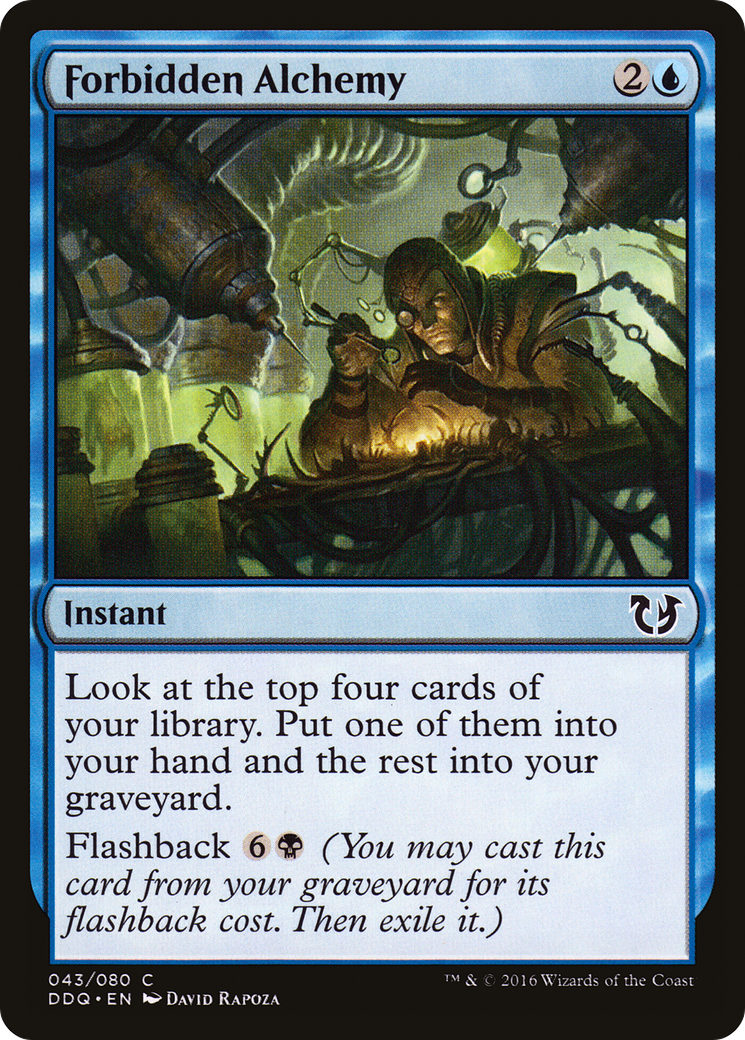 Forbidden Alchemy 2
Instant
Look at the top four cards of
your library. Put one of them into
your hand and the rest into your
graveyard.
Flashback 6 (You may cast this
card from your graveyard for its
flashback cost. Then exile it.)
043/080 C
DDQ • EN David Rapoza
™ & © 2016 Wizards of the Coast